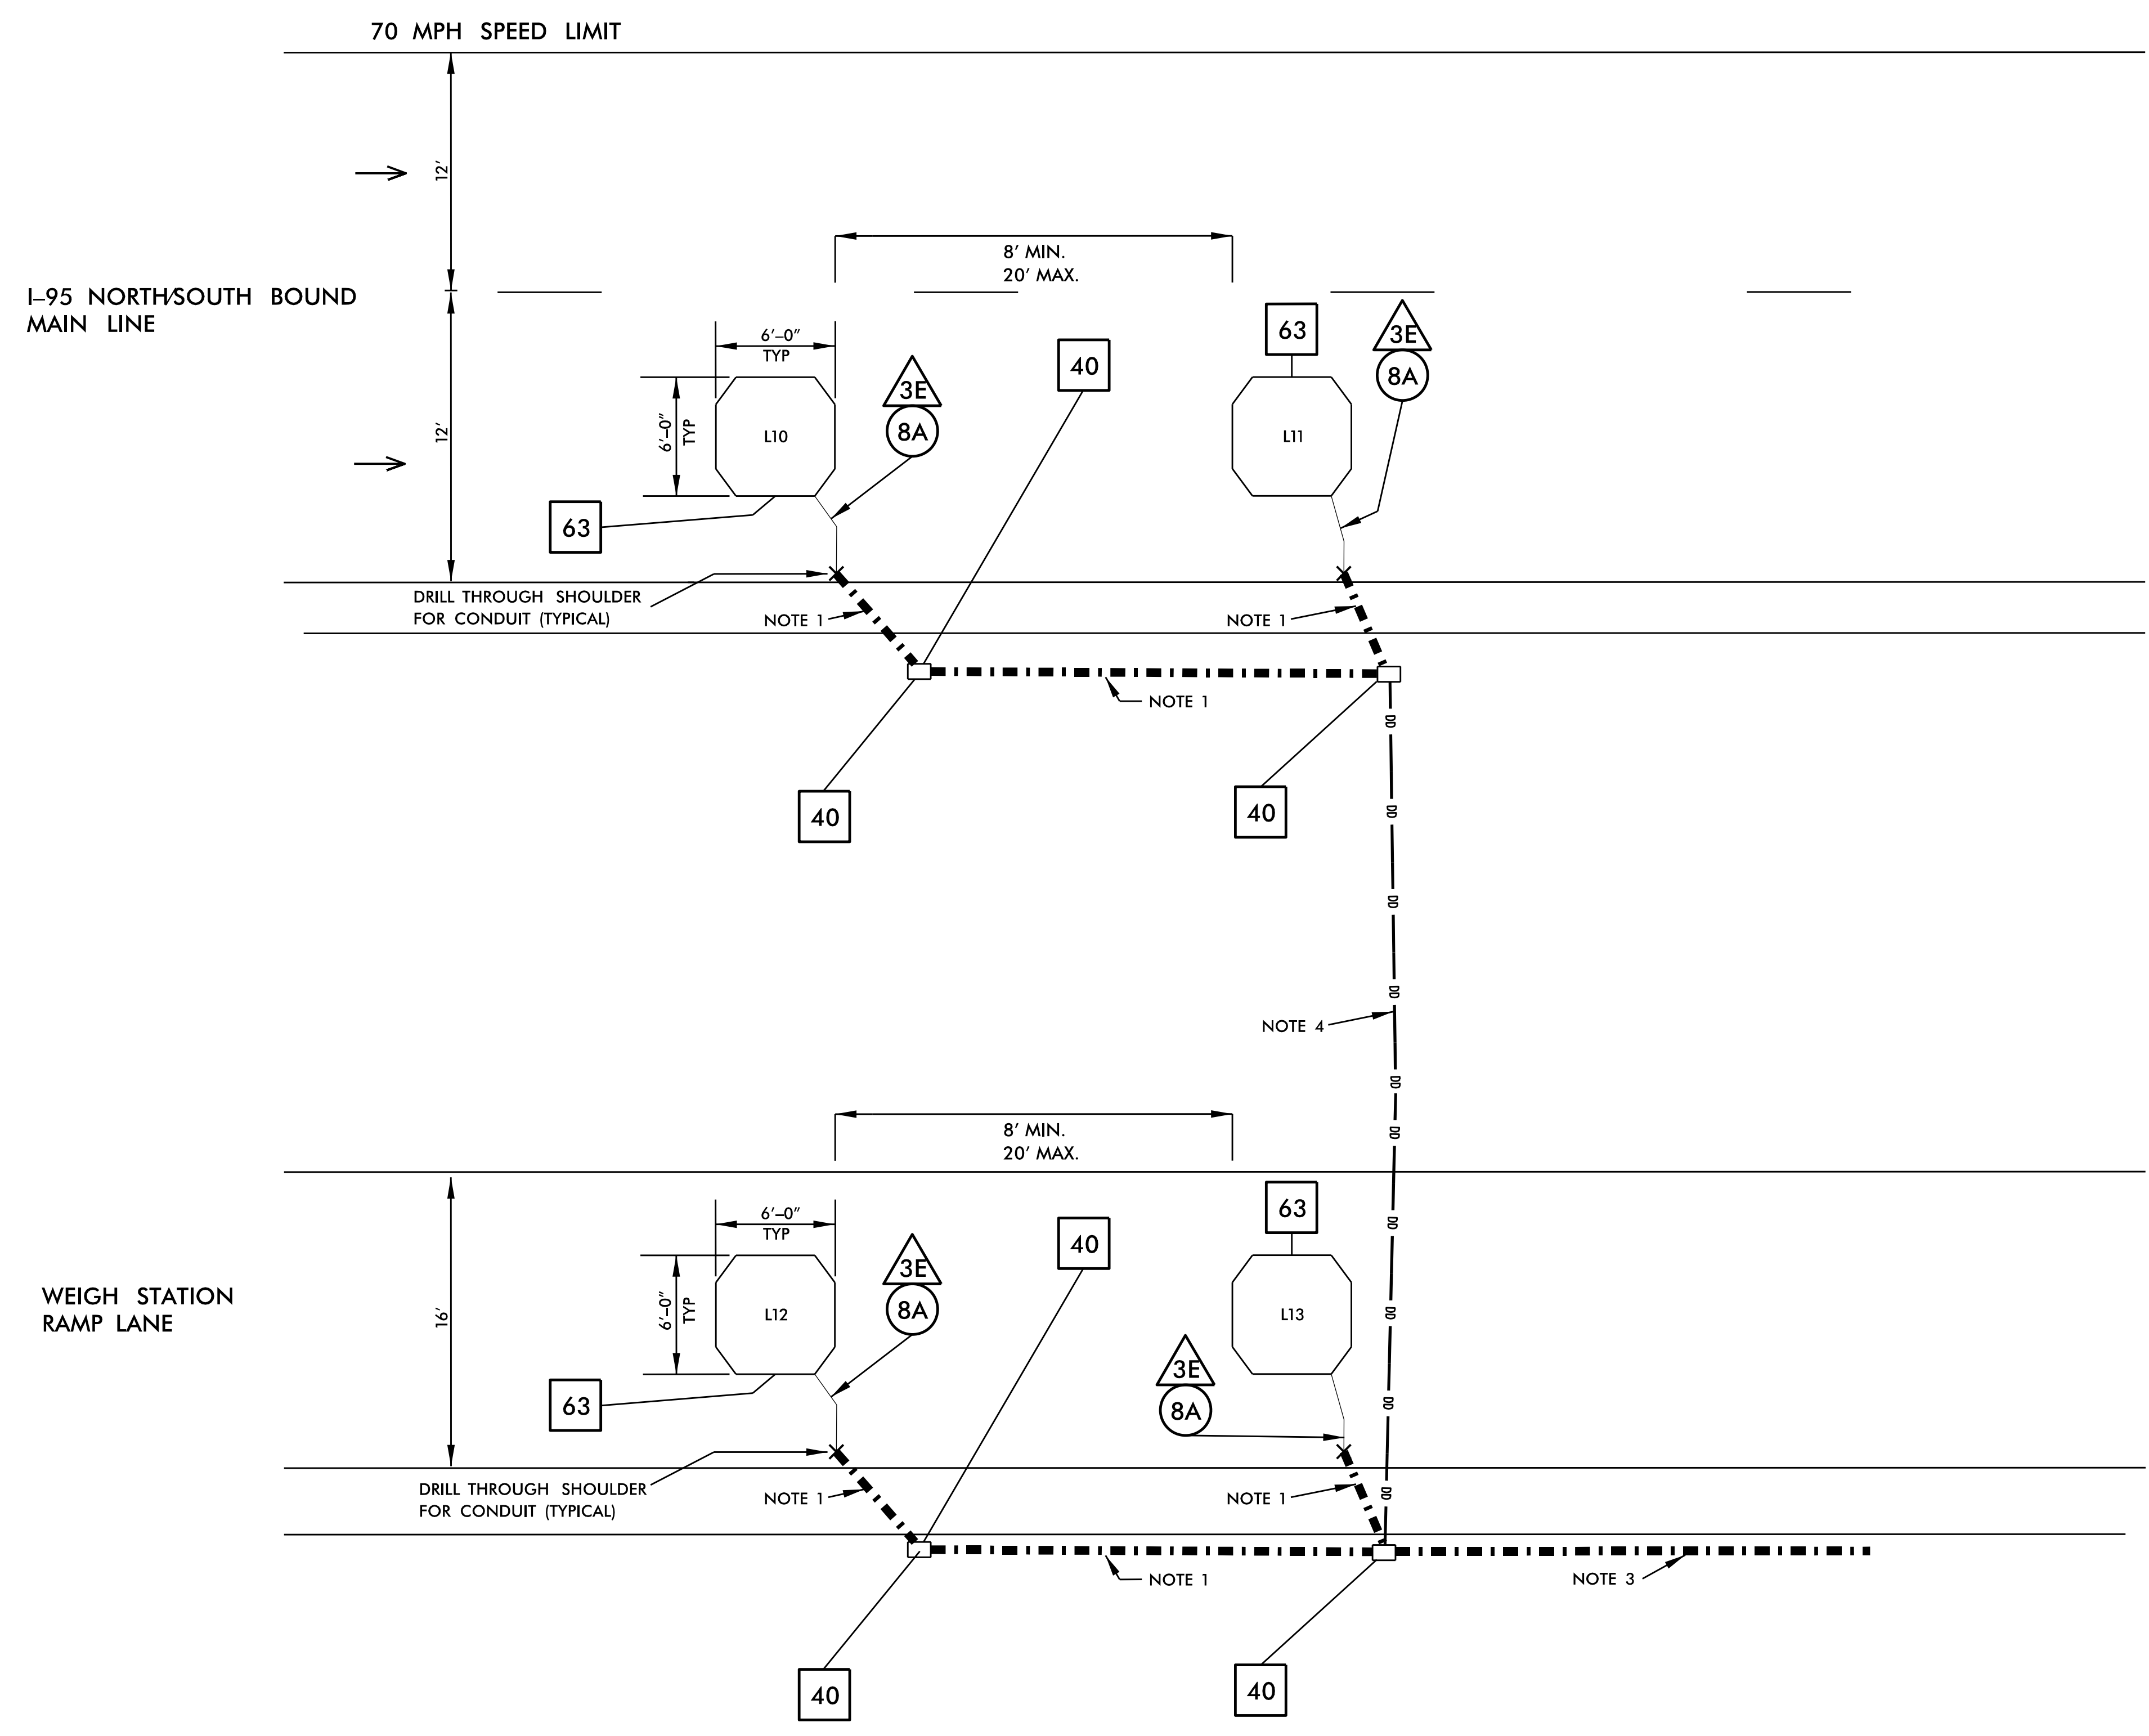 70 MPH SPEED LIMIT
12'
8' MIN.
20' MAX.
I–95 NORTH/SOUTH BOUND
MAIN LINE
63
3E
8A
6'–0"
TYP
40
3E
8A
12'
6'–0"
TYP
L10
L11
63
DRILL THROUGH SHOULDER
FOR CONDUIT (TYPICAL)
NOTE 1
NOTE 1
NOTE 1
DD
40
40
DD
DD
DD
NOTE 4
DD
8' MIN.
20' MAX.
DD
63
6'–0"
TYP
DD
40
3E
8A
WEIGH STATION
RAMP LANE
16'
6'–0"
TYP
L12
L13
DD
3E
8A
63
DD
DRILL THROUGH SHOULDER
FOR CONDUIT (TYPICAL)
NOTE 1
NOTE 1
DD
NOTE 1
NOTE 3
40
40